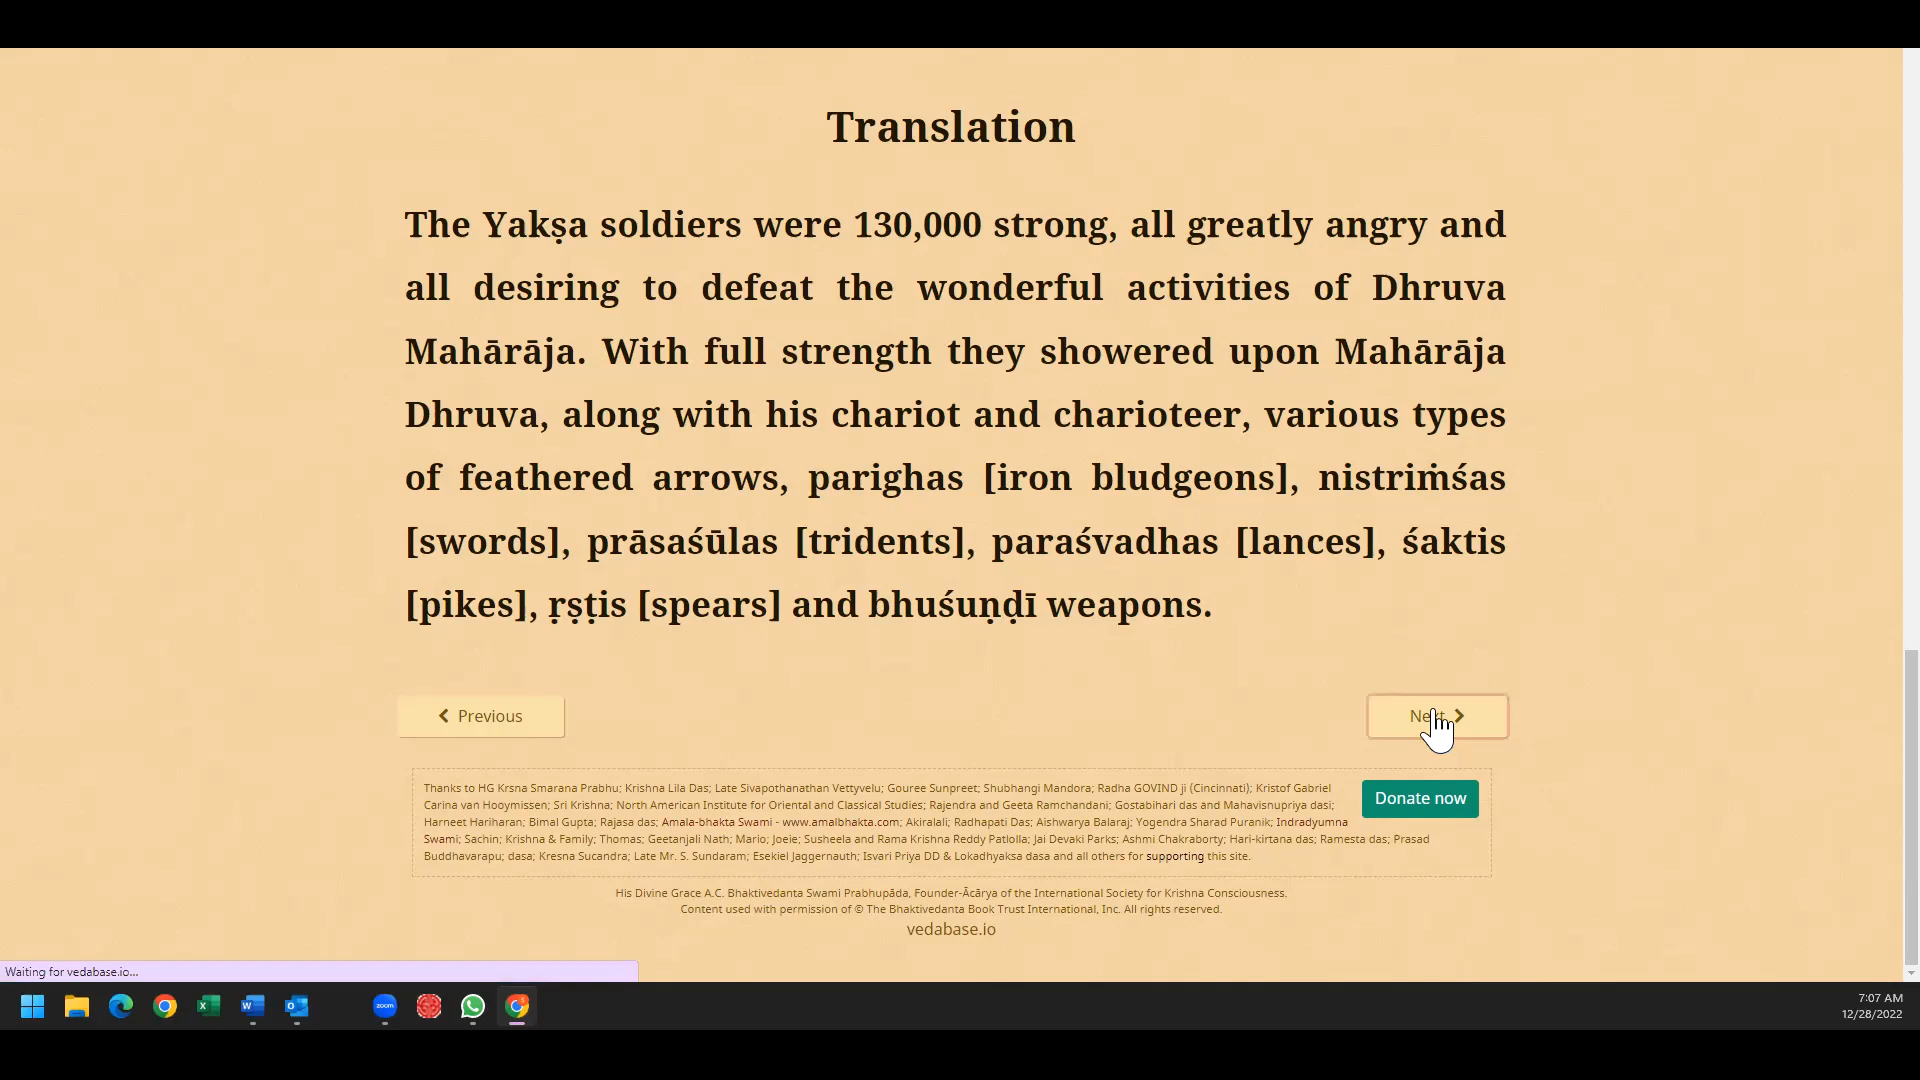 Translation
The Yakṣa soldiers were 130,000 strong, all greatly angry and
all desiring to defeat the wonderful activities of Dhruva
Mahārāja. With full strength they showered upon Mahārāja
Dhruva, along with his chariot and charioteer, various types
of feathered arrows, parighas [iron bludgeons], nistriṁśas
[swords], prāsaśūlas [tridents], paraśvadhas [lances], śaktis
[pikes], ṛṣṭis [spears] and bhuśuṇḍī weapons.
Previous
Next
Thanks to HG Krsna Smarana Prabhu; Krishna Lila Das; Late Sivapothanathan Vettyvelu; Gouree Sunpreet; Shubhangi Mandora; Radha GOVIND ji (Cincinnati); Kristof Gabriel
Carina van Hooymissen; Sri Krishna; North American Institute for Oriental and Classical Studies; Rajendra and Geeta Ramchandani; Gostabihari das and Mahavisnupriya dasi;
Harneet Hariharan; Bimal Gupta; Rajasa das; Amala-bhakta Swami - www.amalbhakta.com; Akiralali; Radhapati Das; Aishwarya Balaraj; Yogendra Sharad Puranik; Indradyumna
Swami; Sachin; Krishna & Family; Thomas; Geetanjali Nath; Mario; Joeie; Susheela and Rama Krishna Reddy Patlolla; Jai Devaki Parks; Ashmi Chakraborty; Hari-kirtana das; Ramesta das; Prasad
Buddhavarapu; dasa; Kresna Sucandra; Late Mr. S. Sundaram; Esekiel Jaggernauth; Isvari Priya DD & Lokadhyaksa dasa and all others for supporting this site.
Donate now
His Divine Grace A.C. Bhaktivedanta Swami Prabhupāda, Founder-Ācārya of the International Society for Krishna Consciousness.
Content used with permission of © The Bhaktivedanta Book Trust International, Inc. All rights reserved.
vedabase.io
Waiting for vedabase.io...
zoom
7:07 AM
12/28/2022